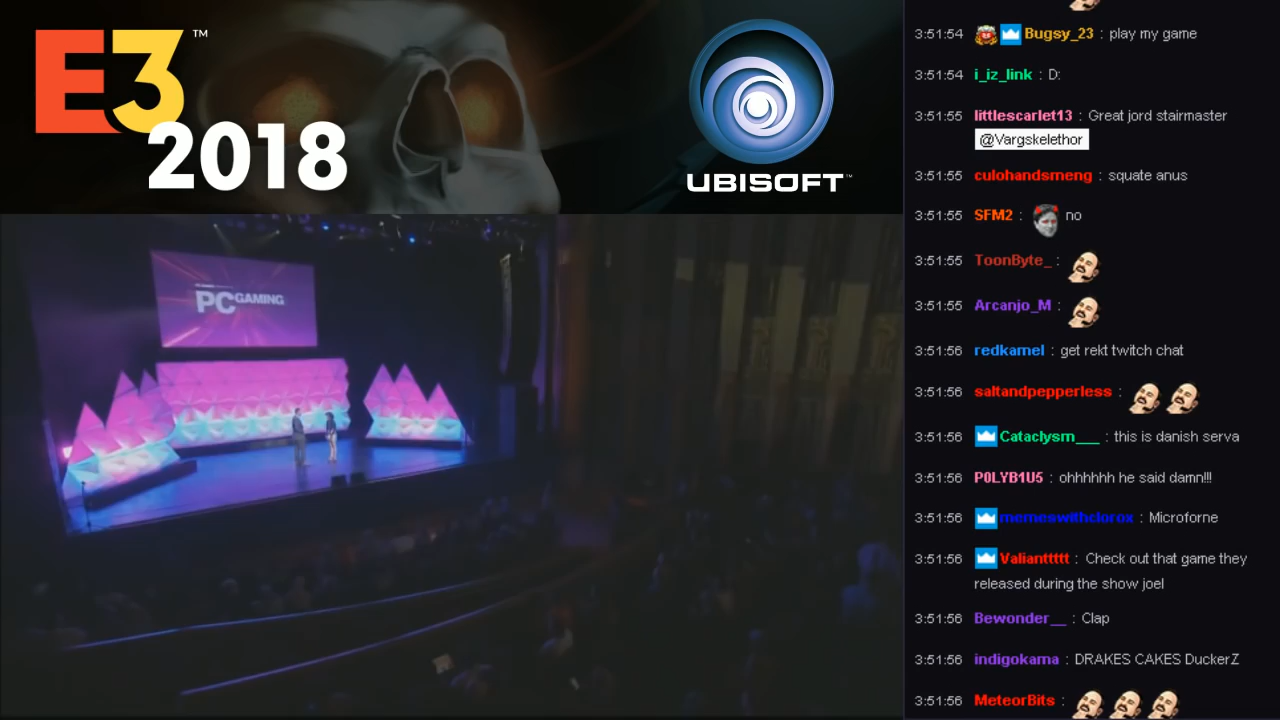 E3™
2018
UBISOFT™
PC GAMING
3:51:54 Bugsy_23 : play my game
3:51:54 i_iz_link : D:
3:51:55 littlescarlet13 : Great jord stairmaster
@Vargskelethor
3:51:55 culohandsmeng : squate anus
3:51:55 SFM2 : no
3:51:55 ToonByte_ :
3:51:55 Arcanjo_M :
3:51:56 redkamel : get rekt twitch chat
3:51:56 saltandpepperless :
3:51:56 Cataclysm___ : this is danish serva
3:51:56 P0LYB1U5 : ohhhhhh he said damn!!!
3:51:56 memeswithclorox : Microforne
3:51:56 Valianttttt : Check out that game they
released during the show joel
3:51:56 Bewonder__ : Clap
3:51:56 indigokama : DRAKES CAKES DuckerZ
3:51:56 MeteorBits :